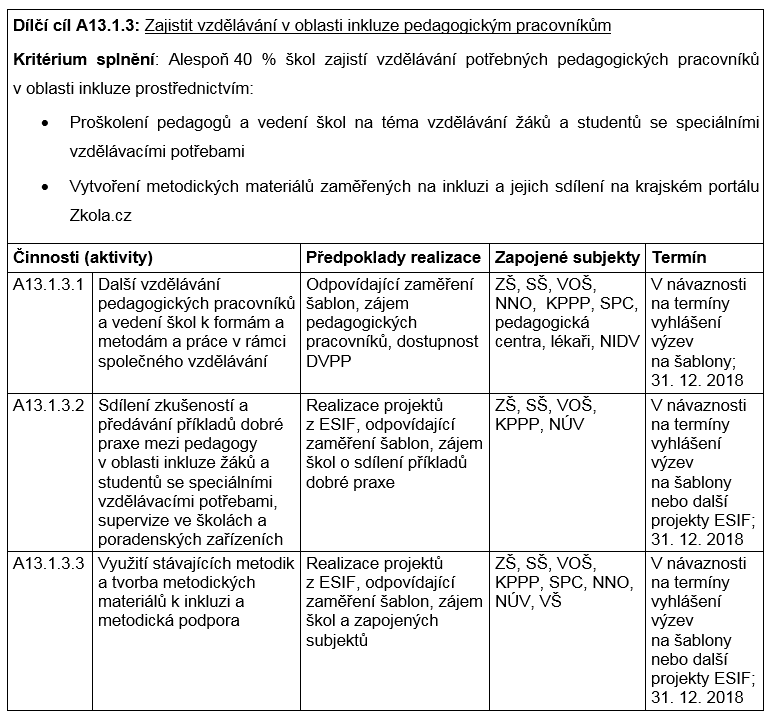 Dílčí cíl A13.1.3: Zajistit vzdělávání v oblasti inkluze pedagogickým pracovníkům
Kritérium splnění: Alespoň 40 % škol zajistí vzdělávání potřebných pedagogických pracovníků
v oblasti inkluze prostřednictvím:
• Proškolení pedagogů a vedení škol na téma vzdělávání žáků a studentů se speciálními
vzdělávacími potřebami
• Vytvoření metodických materiálů zaměřených na inkluzi a jejich sdílení na krajském portálu
Zkola.cz
Činnosti (aktivity)
Předpoklady realizace
Zapojené subjekty
Termín
A13.1.3.1
Další vzdělávání
pedagogických pracovníků
a vedení škol k formám a
metodám a práce v rámci
společného vzdělávání
Odpovídající zaměření
šablon, zájem
pedagogických
pracovníků, dostupnost
DVPP
ZŠ, SŠ, VOŠ,
NNO, KPPP, SPC,
pedagogická
centra, lékaři, NIDV
V návaznosti
na termíny
vyhlášení
výzev
na šablony;
31. 12. 2018
A13.1.3.2
Sdílení zkušeností a
předávání příkladů dobré
praxe mezi pedagogy
v oblasti inkluze žáků a
studentů se speciálními
vzdělávacími potřebami,
supervize ve školách a
poradenských zařízeních
Realizace projektů
z ESIF, odpovídající
zaměření šablon, zájem
škol o sdílení příkladů
dobré praxe
ZŠ, SŠ, VOŠ,
KPPP, NÚV
V návaznosti
na termíny
vyhlášení
výzev
na šablony
nebo další
projekty ESIF;
31. 12. 2018
A13.1.3.3
Využití stávajících metodik
a tvorba metodických
materiálů k inkluzi a
metodická podpora
Realizace projektů
z ESIF, odpovídající
zaměření šablon, zájem
škol a zapojených
subjektů
ZŠ, SŠ, VOŠ,
KPPP, SPC, NNO,
NÚV, VŠ
V návaznosti
na termíny
vyhlášení
výzev
na šablony
nebo další
projekty ESIF;
31. 12. 2018